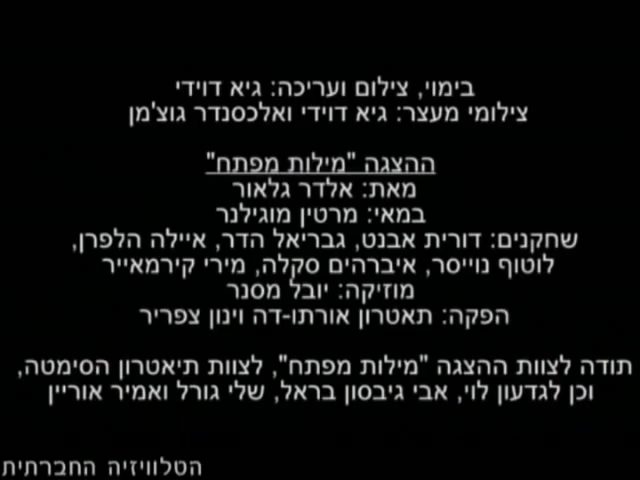 בימוי, צילום ועריכה: גיא דוידי
צילומי מעצר: גיא דוידי ואלכסנדר גוצ'מן
ההצגה "מילות מפתח"
מאת: אלדר גלאור
במאי: מרטין מוגילנר
שחקנים: דורית אבנט, גבריאל הדר, איילה הלפרן,
לוטוף נוייסר, איברהים סקלה, מירי קירמאייר
מוזיקה: יובל מסנר
הפקה: תאטרון אורתו-דה וינון צפריר
תודה לצוות ההצגה "מילות מפתח", לצוות תיאטרון הסימטה,
וכן לגדעון לוי, אבי גיבסון בראל, שלי גורל ואמיר אוריין
הטלוויזיה החברתית